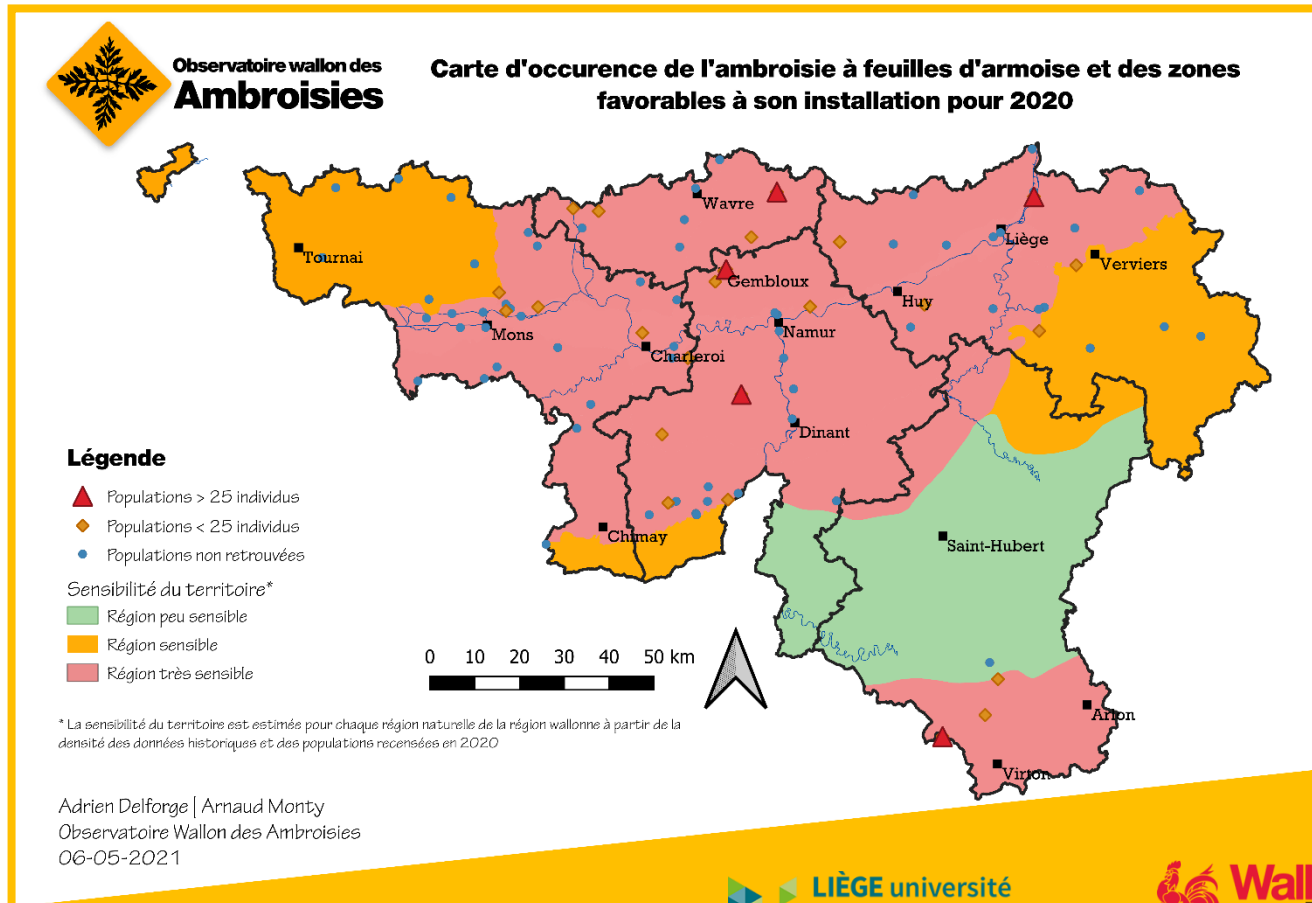 Observatoire wallon des
Ambroisies
Carte d'occurence de l'ambroisie à feuilles d'armoise et des zones
favorables à son installation pour 2020
Wavre
Liège
Tournai
Verviers
Gembloux
Huy
Namur
Mons
Charleroi
Dinant
Chimay
Saint-Hubert
Arlon
Virton
Légende
Populations > 25 individus
Populations < 25 individus
Populations non retrouvées
Sensibilité du territoire*
Région peu sensible
Région sensible
Région très sensible
0 10 20 30 40 50 km
* La sensibilité du territoire est estimée pour chaque région naturelle de la région wallonne à partir de la
densité des données historiques et des populations recensées en 2020
Adrien Delforge | Arnaud Monty
Observatoire Wallon des Ambroisies
06-05-2021
LIÈGE université
Wall